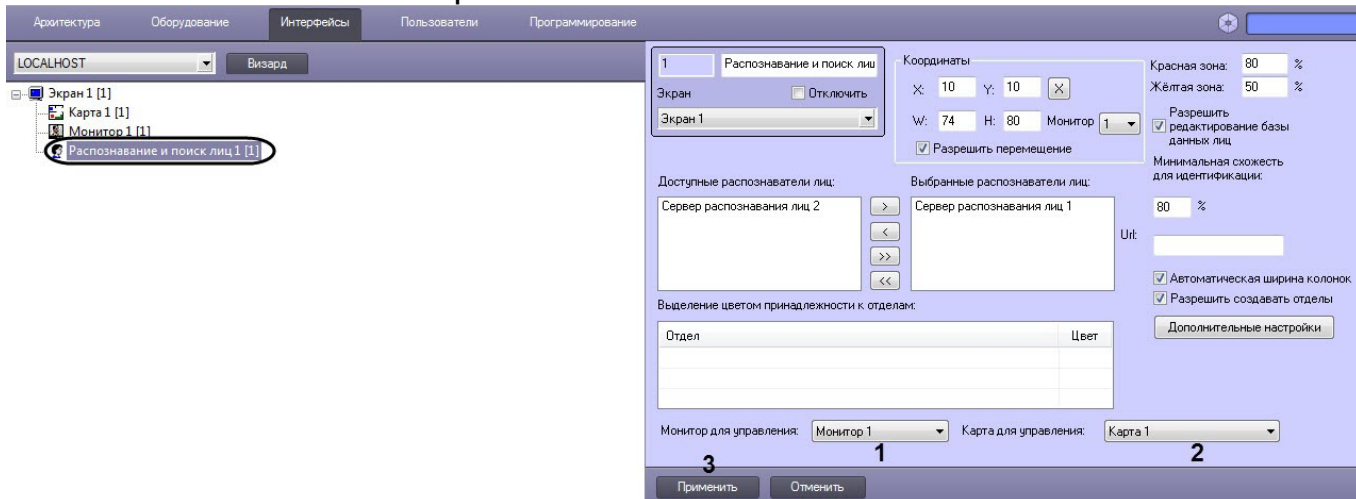 Архитектура Оборудование Интерфейсы Пользователи Программирование
LOCALHOST Визард
Экран 1 [1]
Карта 1 [1]
Монитор 1 [1]
Распознавание и поиск лиц 1 [1]
1 Распознавание и поиск лиц
Экран Отключить
Экран 1
Координаты
X: 10 Y: 10 X
W: 74 H: 80 Монитор 1
Разрешить перемещение
Красная зона: 80 %
Жёлтая зона: 50 %
Разрешить
редактирование базы
данных лиц
Минимальная схожесть
для идентификации:
80 %
Url:
Автоматическая ширина колонок
Разрешить создавать отделы
Дополнительные настройки
Доступные распознаватели лиц:
Сервер распознавания лиц 2
>
<
>>
<<
Выбранные распознаватели лиц:
Сервер распознавания лиц 1
Выделение цветом принадлежности к отделам:
Отдел Цвет
Монитор для управления: Монитор 1 Карта для управления: Карта 1
1 2
3
Применить Отменить